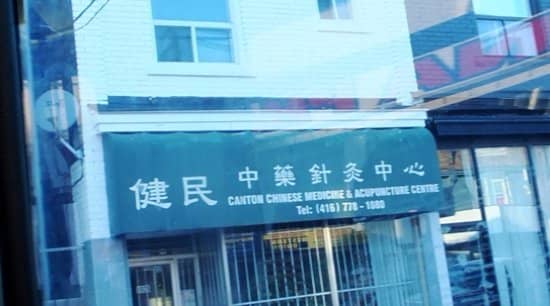 健民 中藥針灸中心
CANTON CHINESE MEDICINE & ACUPUNCTURE CENTRE
Tel: (416) 778 - 1080